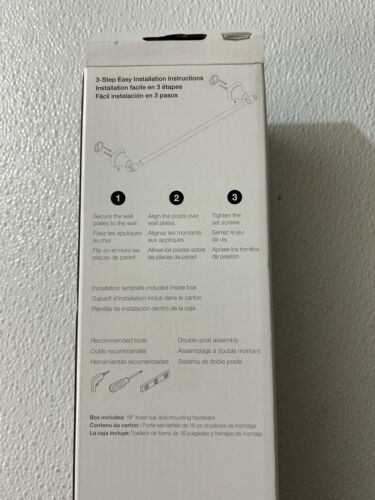 3-Step Easy Installation Instructions
Installation facile en 3 étapes
Fácil instalación en 3 pasos
1 2 3
Secure the wall
plates to the wall
Fixez les appliques
au mur
Fije en el muro les
placas de pared
Align the posts over
wall plates
Alignez les montants
aux appliques
Alinee los postes sobre
las placas de pared
Tighten the
set screws
Serrez le jeu
de vis
Apriete los tornillos
de presión
Installation template included inside box
Gabarit d'installation inclus dans le carton
Plantilla de instalación dentro de la caja
Recommended tools
Outils recommandés
Herramientas recomendadas
Double-post assembly
Assemblage à double montant
Sistema de doble poste
Box includes: 18" towel bar and mounting hardware
Contenu du carton : Porte-serviettes de 18 po et pièces de montage
La caja incluye: Toallero de barra de 18 pulgadas y herrajes de montaje